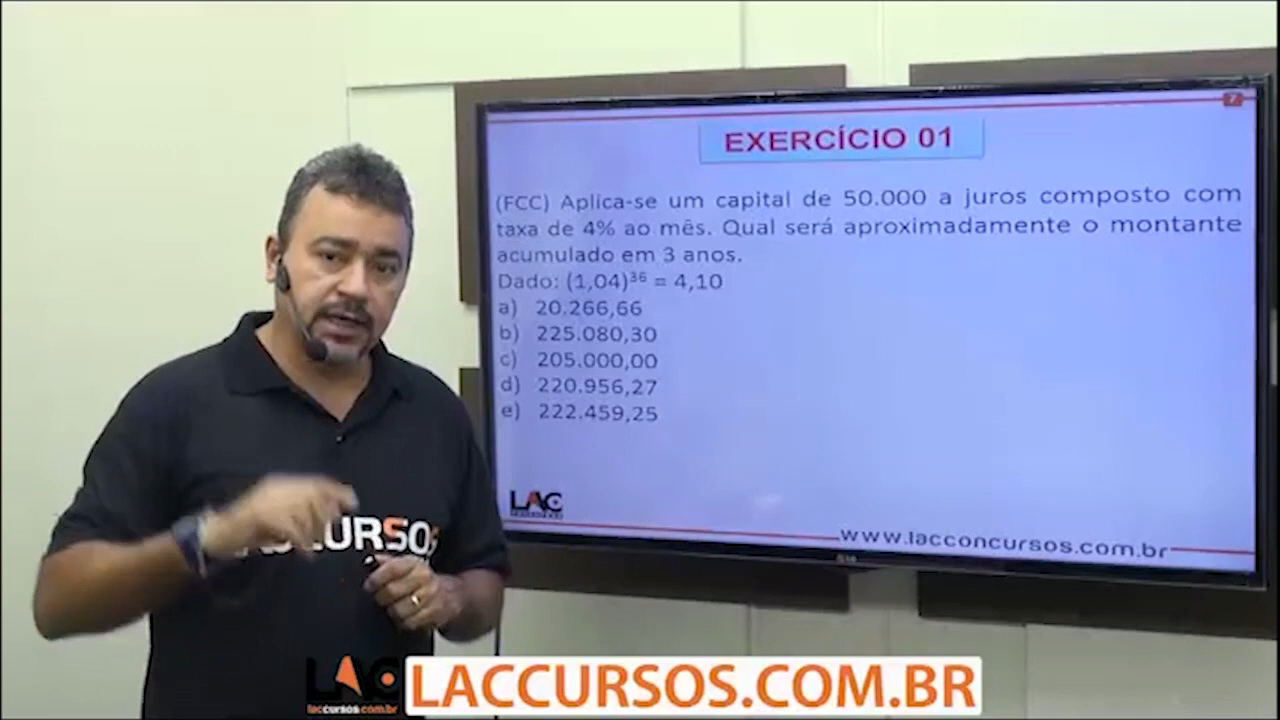 EXERCÍCIO 01
(FCC) Aplica-se um capital de 50.000 a juros composto com
taxa de 4% ao mês. Qual será aproximadamente o montante
acumulado em 3 anos.
Dado: (1,04)³⁶ = 4,10
a) 20.266,66
b) 225.080,30
c) 205.000,00
d) 220.956,27
e) 222.459,25
LAC
www.lacconcursos.com.br
CURSOS
LAC
laccursos.com.br
LACCURSOS.COM.BR